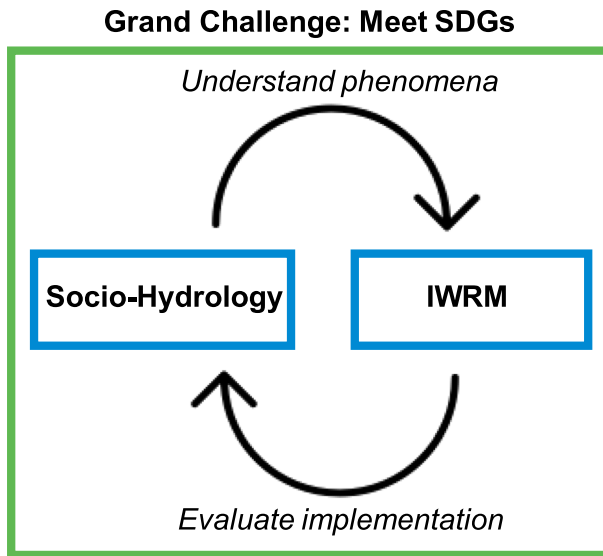 Grand Challenge: Meet SDGs
Understand phenomena
Socio-Hydrology
IWRM
Evaluate implementation